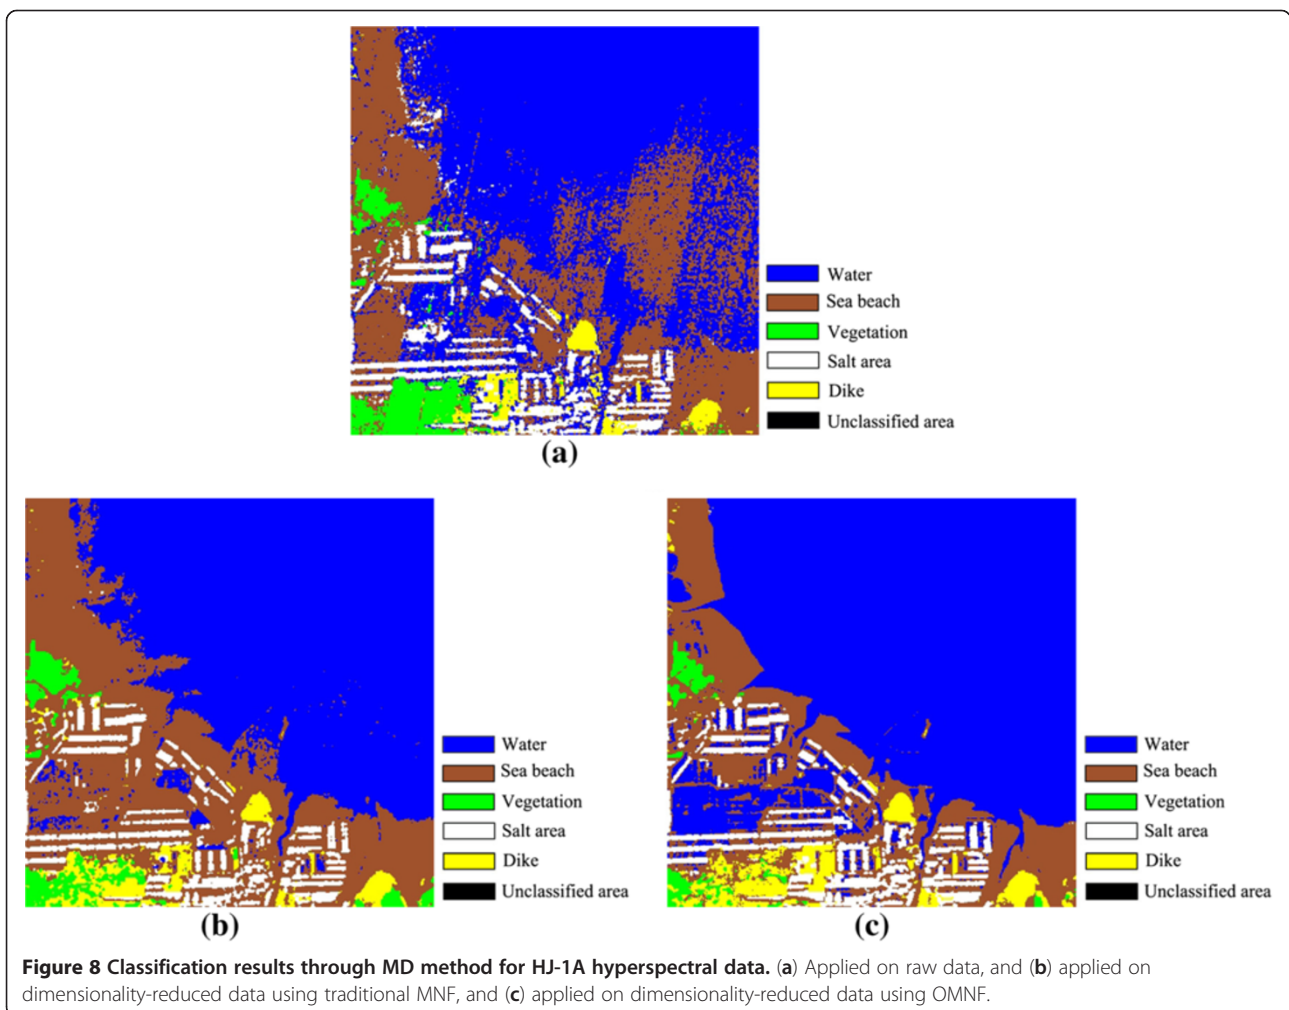 Water
Sea beach
Vegetation
Salt area
Dike
Unclassified area
(a)
Water
Sea beach
Vegetation
Salt area
Dike
Unclassified area
(b)
Water
Sea beach
Vegetation
Salt area
Dike
Unclassified area
(c)
Figure 8 Classification results through MD method for HJ-1A hyperspectral data. (a) Applied on raw data, and (b) applied on
dimensionality-reduced data using traditional MNF, and (c) applied on dimensionality-reduced data using OMNF.